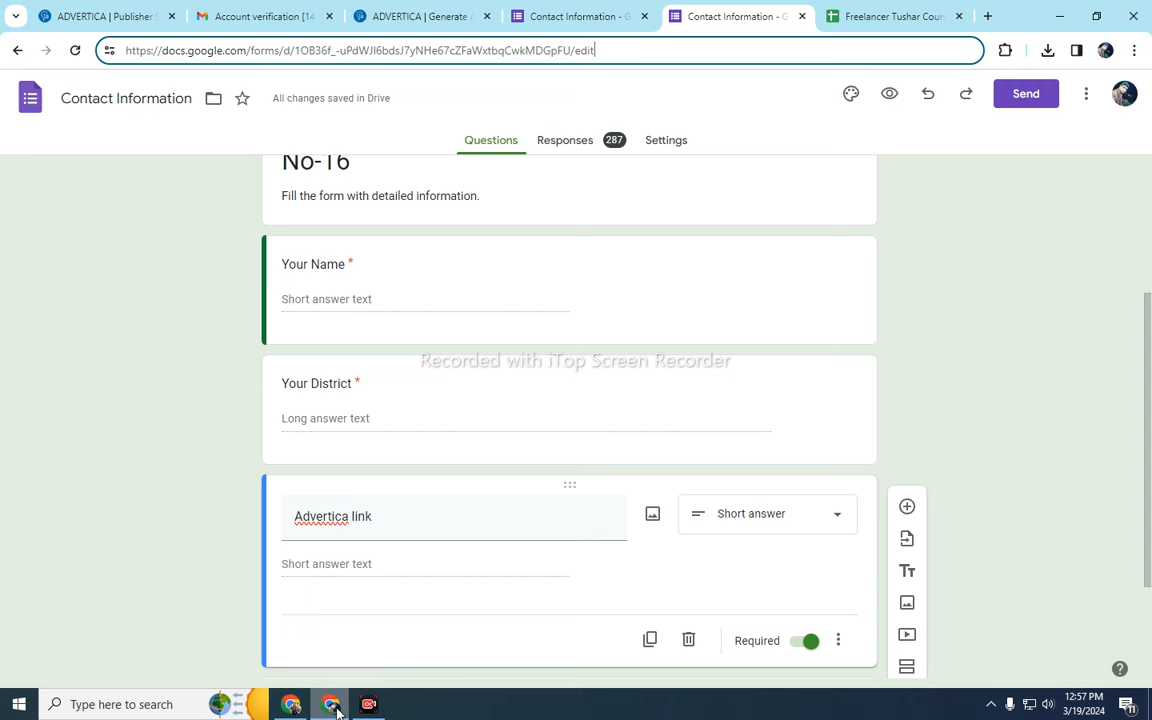 ADVERTICA | Publisher
Account verification [14
ADVERTICA | Generate
Contact Information - G
Contact Information - G
Freelancer Tushar Cour
https://docs.google.com/forms/d/1OB36f_-uPdWJI6bdsJ7yNHe67cZFaWxtbqCwkMDGpFU/edit
Contact Information
All changes saved in Drive
Send
Questions
Responses 287
Settings
No-16
Fill the form with detailed information.
Your Name *
Short answer text
Recorded with iTop Screen Recorder
Your District *
Long answer text
Advertica link
Short answer
Short answer text
Required
Type here to search
12:57 PM
3/19/2024
11